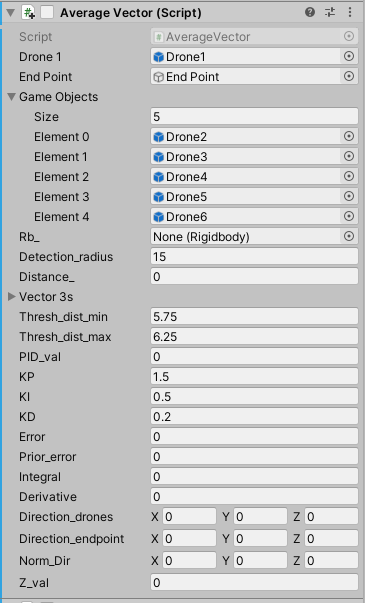 Average Vector (Script)
Script AverageVector
Drone 1 Drone1
End Point End Point
Game Objects
Size 5
Element 0 Drone2
Element 1 Drone3
Element 2 Drone4
Element 3 Drone5
Element 4 Drone6
Rb_ None (Rigidbody)
Detection_radius 15
Distance_ 0
Vector 3s
Thresh_dist_min 5.75
Thresh_dist_max 6.25
PID_val 0
KP 1.5
KI 0.5
KD 0.2
Error 0
Prior_error 0
Integral 0
Derivative 0
Direction_drones X 0 Y 0 Z 0
Direction_endpoint X 0 Y 0 Z 0
Norm_Dir X 0 Y 0 Z 0
Z_val 0